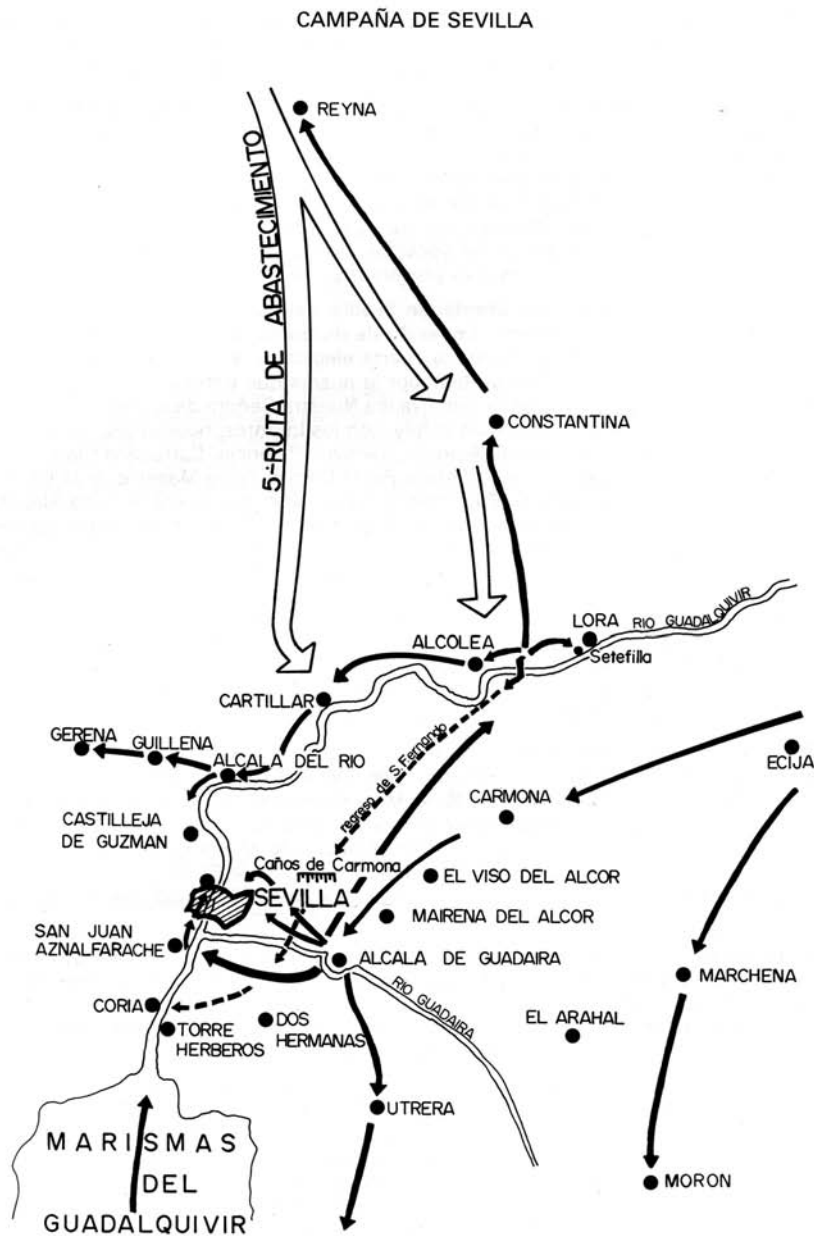 CAMPAÑA DE SEVILLA
REYNA
5ª-RUTA DE ABASTECIMIENTO
CONSTANTINA
RIO GUADALQUIVIR
LORA
Setefilla
ALCOLEA
CARTILLAR
GERENA
GUILLENA
ALCALA DEL RIO
regreso de S. Fernando
ECIJA
CARMONA
CASTILLEJA
DE GUZMAN
Caños de Carmona
EL VISO DEL ALCOR
SEVILLA
MAIRENA DEL ALCOR
SAN JUAN
AZNALFARACHE
ALCALA DE GUADAIRA
MARCHENA
RIO GUADAIRA
CORIA
EL ARAHAL
TORRE
HERBEROS
DOS
HERMANAS
UTRERA
MARISMAS
DEL
GUADALQUIVIR
MORON